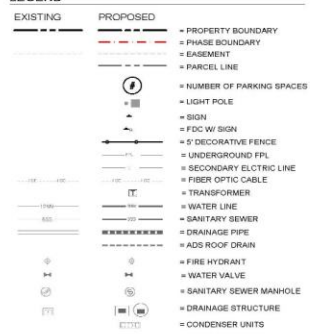 EXISTING PROPOSED
= PROPERTY BOUNDARY
= PHASE BOUNDARY
= EASEMENT
= PARCEL LINE
# = NUMBER OF PARKING SPACES
= LIGHT POLE
= SIGN
= FDC W/ SIGN
= 5' DECORATIVE FENCE
= UNDERGROUND FPL
= SECONDARY ELCTRIC LINE
= FIBER OPTIC CABLE
T = TRANSFORMER
= WATER LINE
= SANITARY SEWER
= DRAINAGE PIPE
= ADS ROOF DRAIN
= FIRE HYDRANT
= WATER VALVE
= SANITARY SEWER MANHOLE
= DRAINAGE STRUCTURE
= CONDENSER UNITS